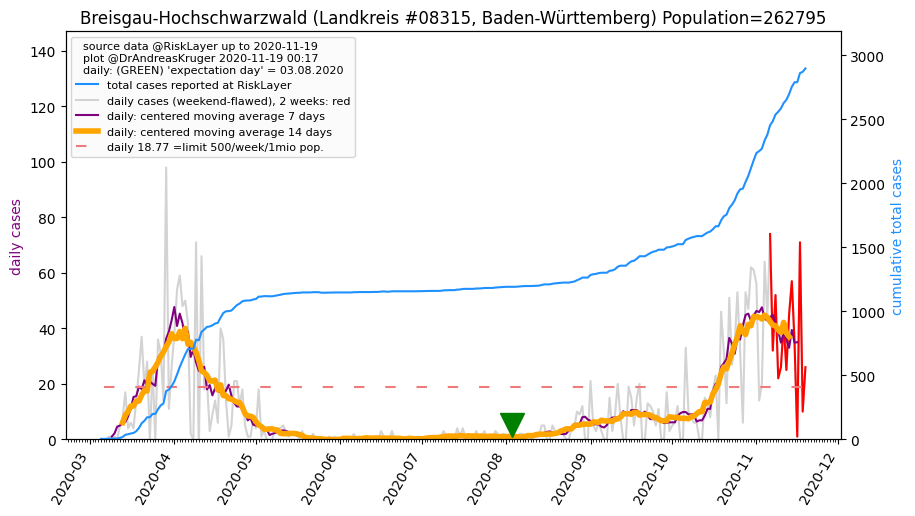 Breisgau-Hochschwarzwald (Landkreis #08315, Baden-Württemberg) Population=262795
source data @RiskLayer up to 2020-11-19
plot @DrAndreasKruger 2020-11-19 00:17
daily: (GREEN) 'expectation day' = 03.08.2020
total cases reported at RiskLayer
daily cases (weekend-flawed), 2 weeks: red
daily: centered moving average 7 days
daily: centered moving average 14 days
daily 18.77 =limit 500/week/1mio pop.
daily cases
140
120
100
80
60
40
20
0
3000
2500
2000
1500
1000
500
0
cumulative total cases
2020-03
2020-04
2020-05
2020-06
2020-07
2020-08
2020-09
2020-10
2020-11
2020-12